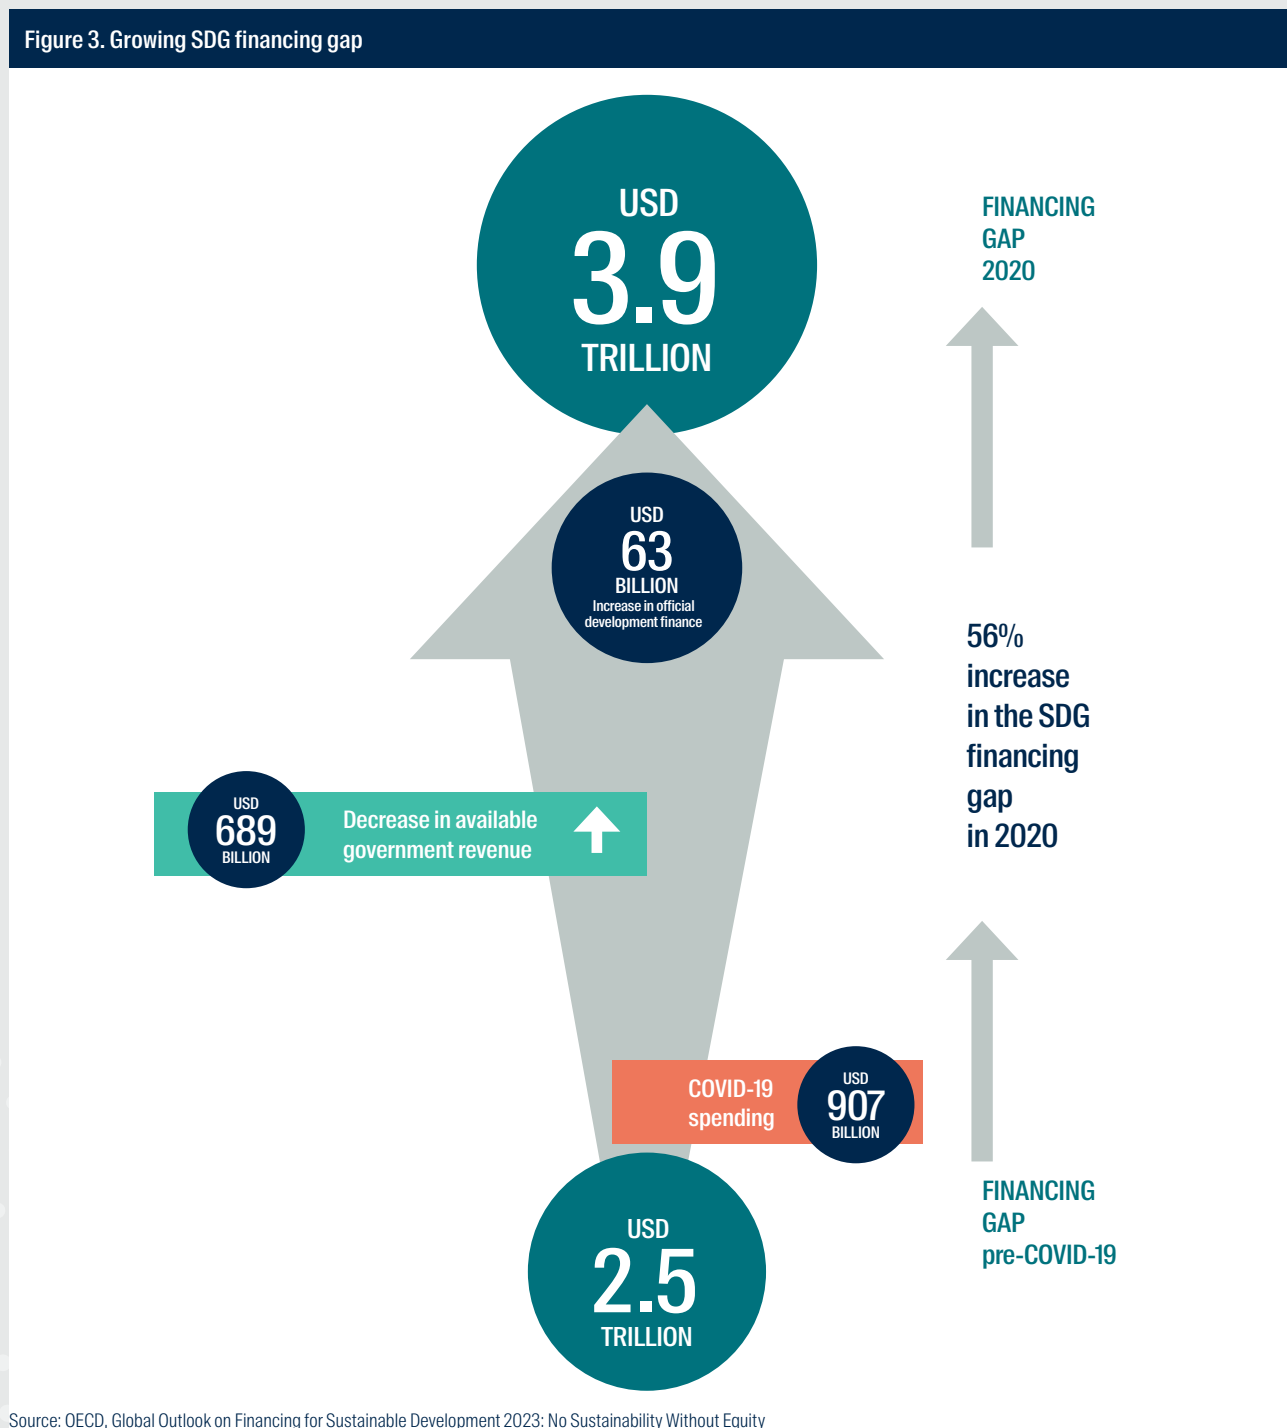 Figure 3. Growing SDG financing gap
USD
3.9
TRILLION
FINANCING
GAP
2020
USD
63
BILLION
Increase in official
development finance
56%
increase
in the SDG
financing
gap
in 2020
USD
689
BILLION
Decrease in available
government revenue
COVID-19
spending
USD
907
BILLION
FINANCING
GAP
pre-COVID-19
USD
2.5
TRILLION
Source: OECD, Global Outlook on Financing for Sustainable Development 2023: No Sustainability Without Equity